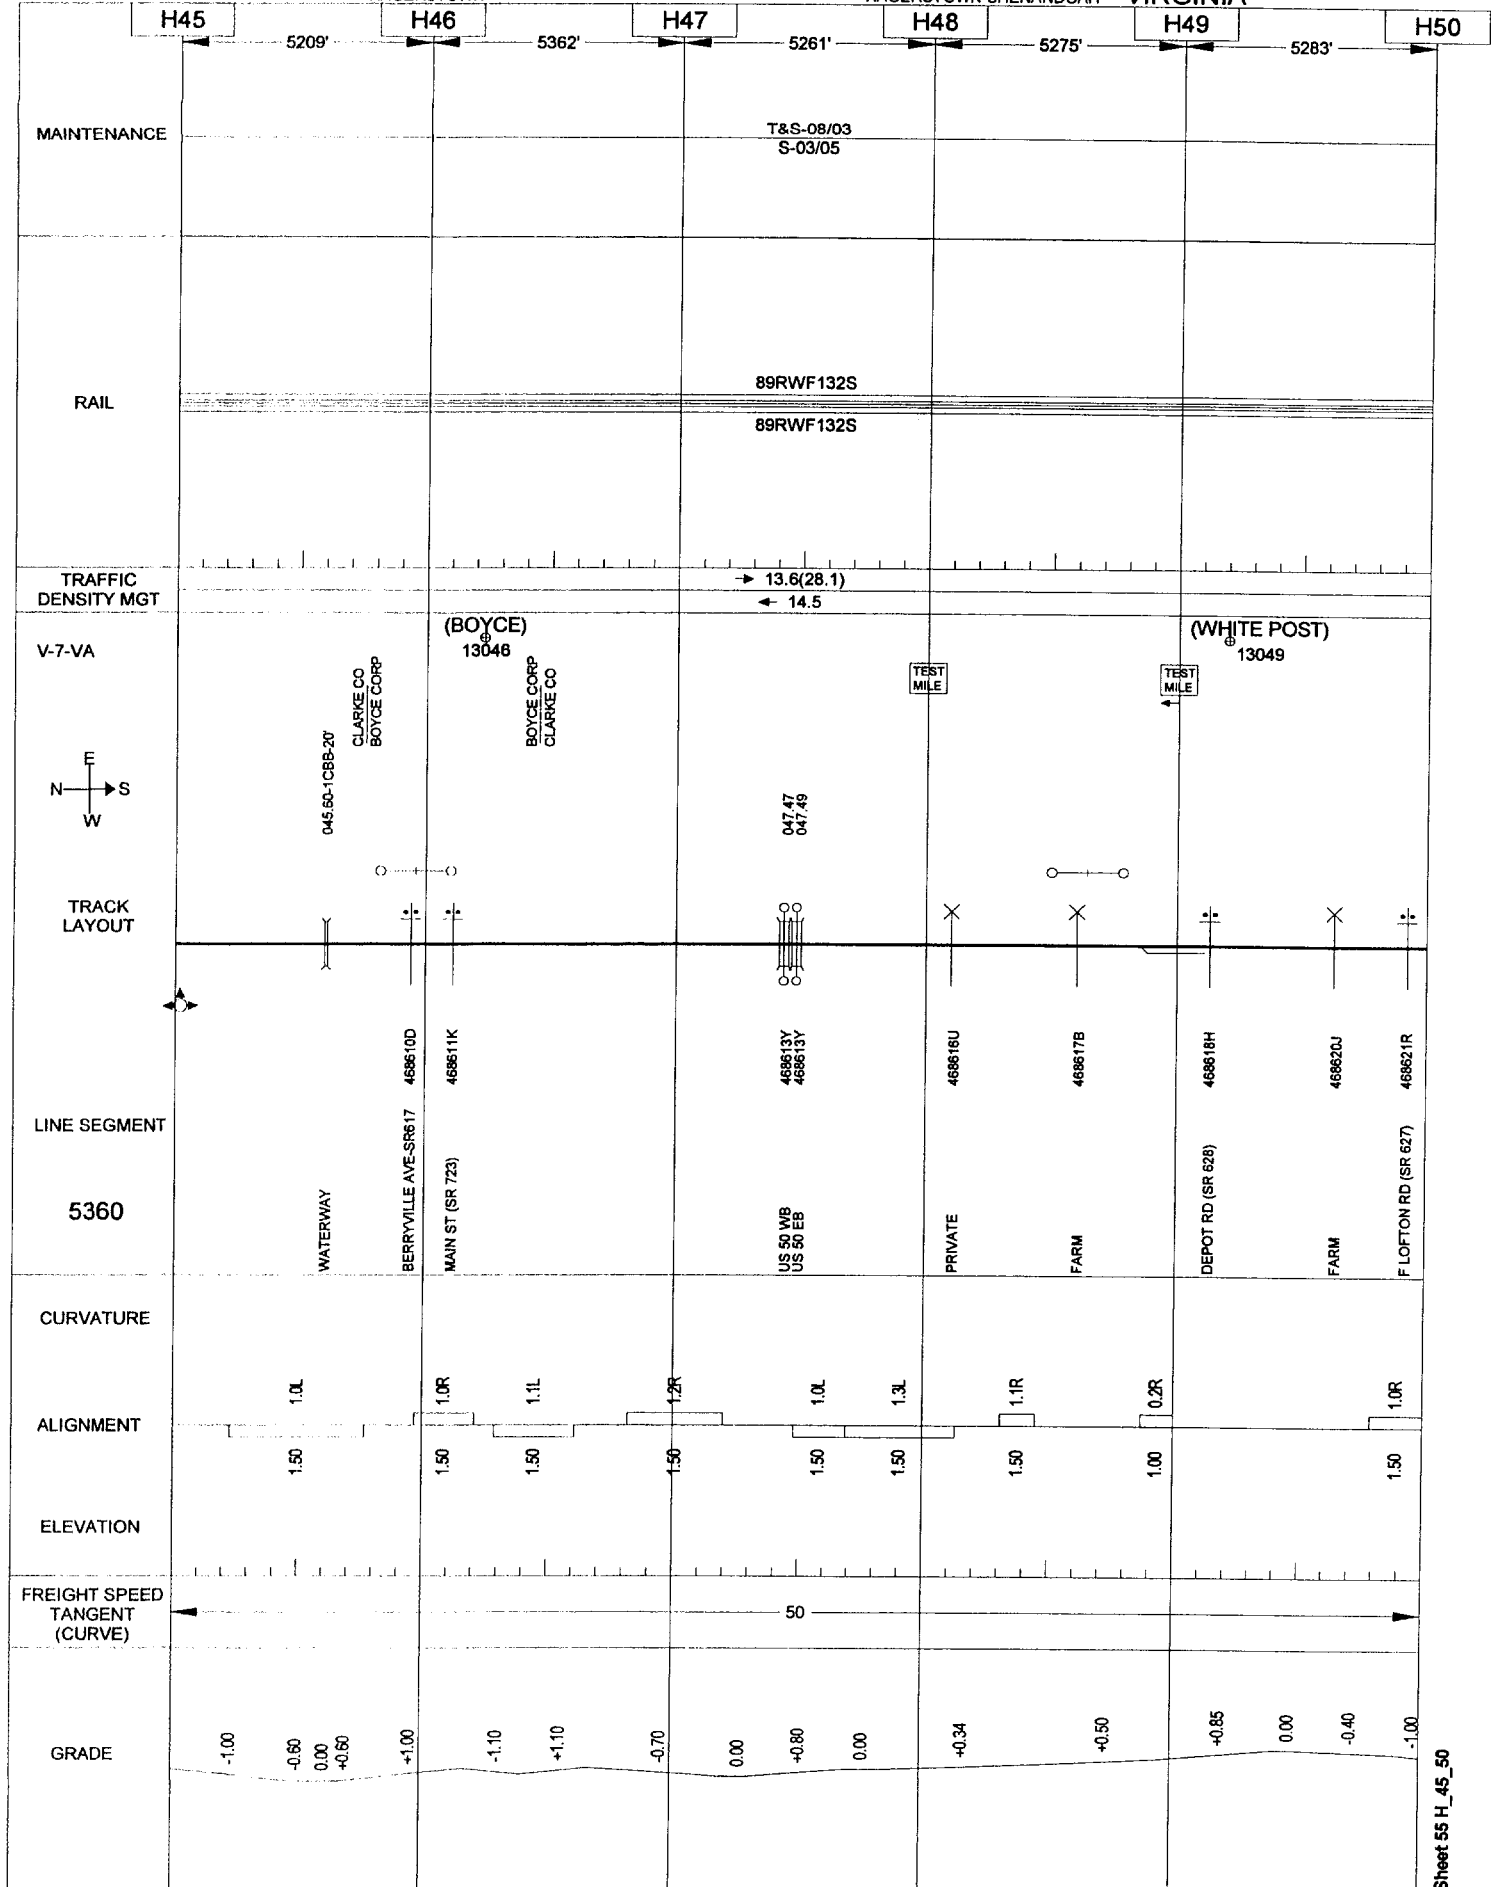 VIRGINIA
H45
H46
H47
H48
H49
H50
5209'
5362'
5261'
5275'
5283'
MAINTENANCE
T&S-08/03
S-03/05
RAIL
89RWF132S
89RWF132S
TRAFFIC
DENSITY MGT
13.6(28.1)
14.5
V-7-VA
(BOYCE)
13046
(WHITE POST)
13049
CLARKE CO
BOYCE CORP
BOYCE CORP
CLARKE CO
TEST
MILE
TEST
MILE
E
N
S
W
045.60-1CBB-20'
047.47
047.49
TRACK
LAYOUT
468610D
468611K
468613Y
468613Y
468616U
468617B
468618H
468620J
468621R
LINE SEGMENT
5360
WATERWAY
BERRYVILLE AVE-SR617
MAIN ST (SR 723)
US 50 WB
US 50 EB
PRIVATE
FARM
DEPOT RD (SR 628)
FARM
F LOFTON RD (SR 627)
CURVATURE
1.0L
1.0R
1.1L
1.2R
1.0L
1.3L
1.1R
0.2R
1.0R
ALIGNMENT
1.50
1.50
1.50
1.50
1.50
1.50
1.50
1.00
1.50
ELEVATION
FREIGHT SPEED
TANGENT
(CURVE)
50
GRADE
-1.00
-0.60
0.00
+0.60
+1.00
-1.10
+1.10
-0.70
0.00
+0.80
0.00
+0.34
+0.50
+0.85
0.00
-0.40
-1.00
Sheet 55 H_45_50